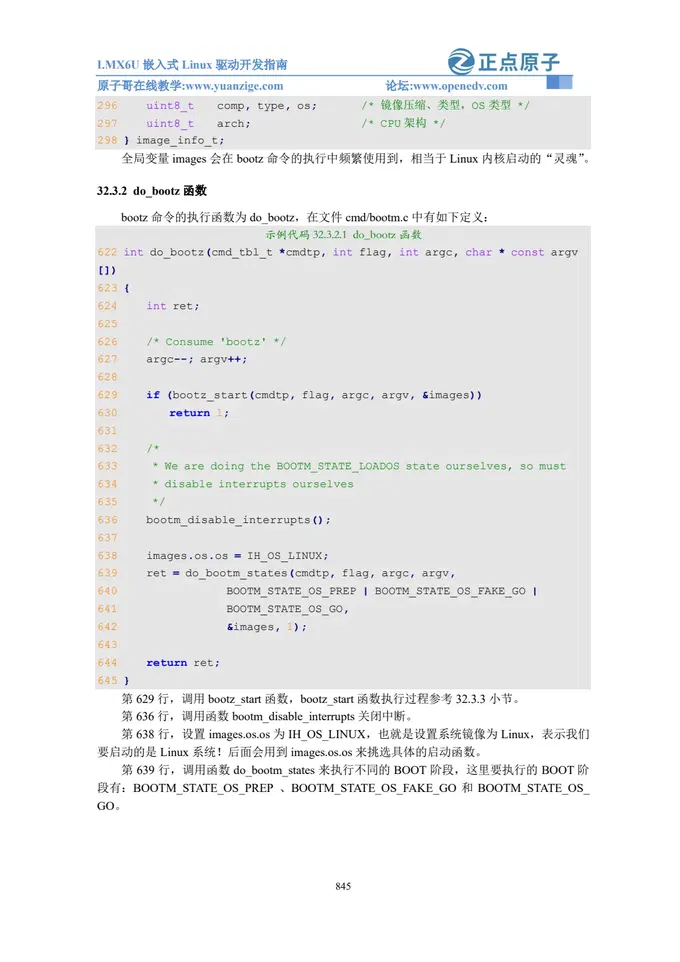 I.MX6U 嵌入式 Linux 驱动开发指南
正点原子
原子哥在线教学:www.yuanzige.com 论坛:www.openedv.com
296 uint8_t comp, type, os; /* 镜像压缩、类型，OS 类型 */
297 uint8_t arch; /* CPU 架构 */
298 } image_info_t;
全局变量 images 会在 bootz 命令的执行中频繁使用到，相当于 Linux 内核启动的“灵魂”。
32.3.2 do_bootz 函数
bootz 命令的执行函数为 do_bootz，在文件 cmd/bootm.c 中有如下定义：
示例代码 32.3.2.1 do_bootz 函数
622 int do_bootz(cmd_tbl_t *cmdtp, int flag, int argc, char * const argv
[])
623 {
624 int ret;
625
626 /* Consume 'bootz' */
627 argc--; argv++;
628
629 if (bootz_start(cmdtp, flag, argc, argv, &images))
630 return 1;
631
632 /*
633 * We are doing the BOOTM_STATE_LOADOS state ourselves, so must
634 * disable interrupts ourselves
635 */
636 bootm_disable_interrupts();
637
638 images.os.os = IH_OS_LINUX;
639 ret = do_bootm_states(cmdtp, flag, argc, argv,
640 BOOTM_STATE_OS_PREP | BOOTM_STATE_OS_FAKE_GO |
641 BOOTM_STATE_OS_GO,
642 &images, 1);
643
644 return ret;
645 }
第 629 行，调用 bootz_start 函数，bootz_start 函数执行过程参考 32.3.3 小节。
第 636 行，调用函数 bootm_disable_interrupts 关闭中断。
第 638 行，设置 images.os.os 为 IH_OS_LINUX，也就是设置系统镜像为 Linux，表示我们
要启动的是 Linux 系统！后面会用到 images.os.os 来挑选具体的启动函数。
第 639 行，调用函数 do_bootm_states 来执行不同的 BOOT 阶段，这里要执行的 BOOT 阶
段有：BOOTM_STATE_OS_PREP 、BOOTM_STATE_OS_FAKE_GO 和 BOOTM_STATE_OS_
GO。
845